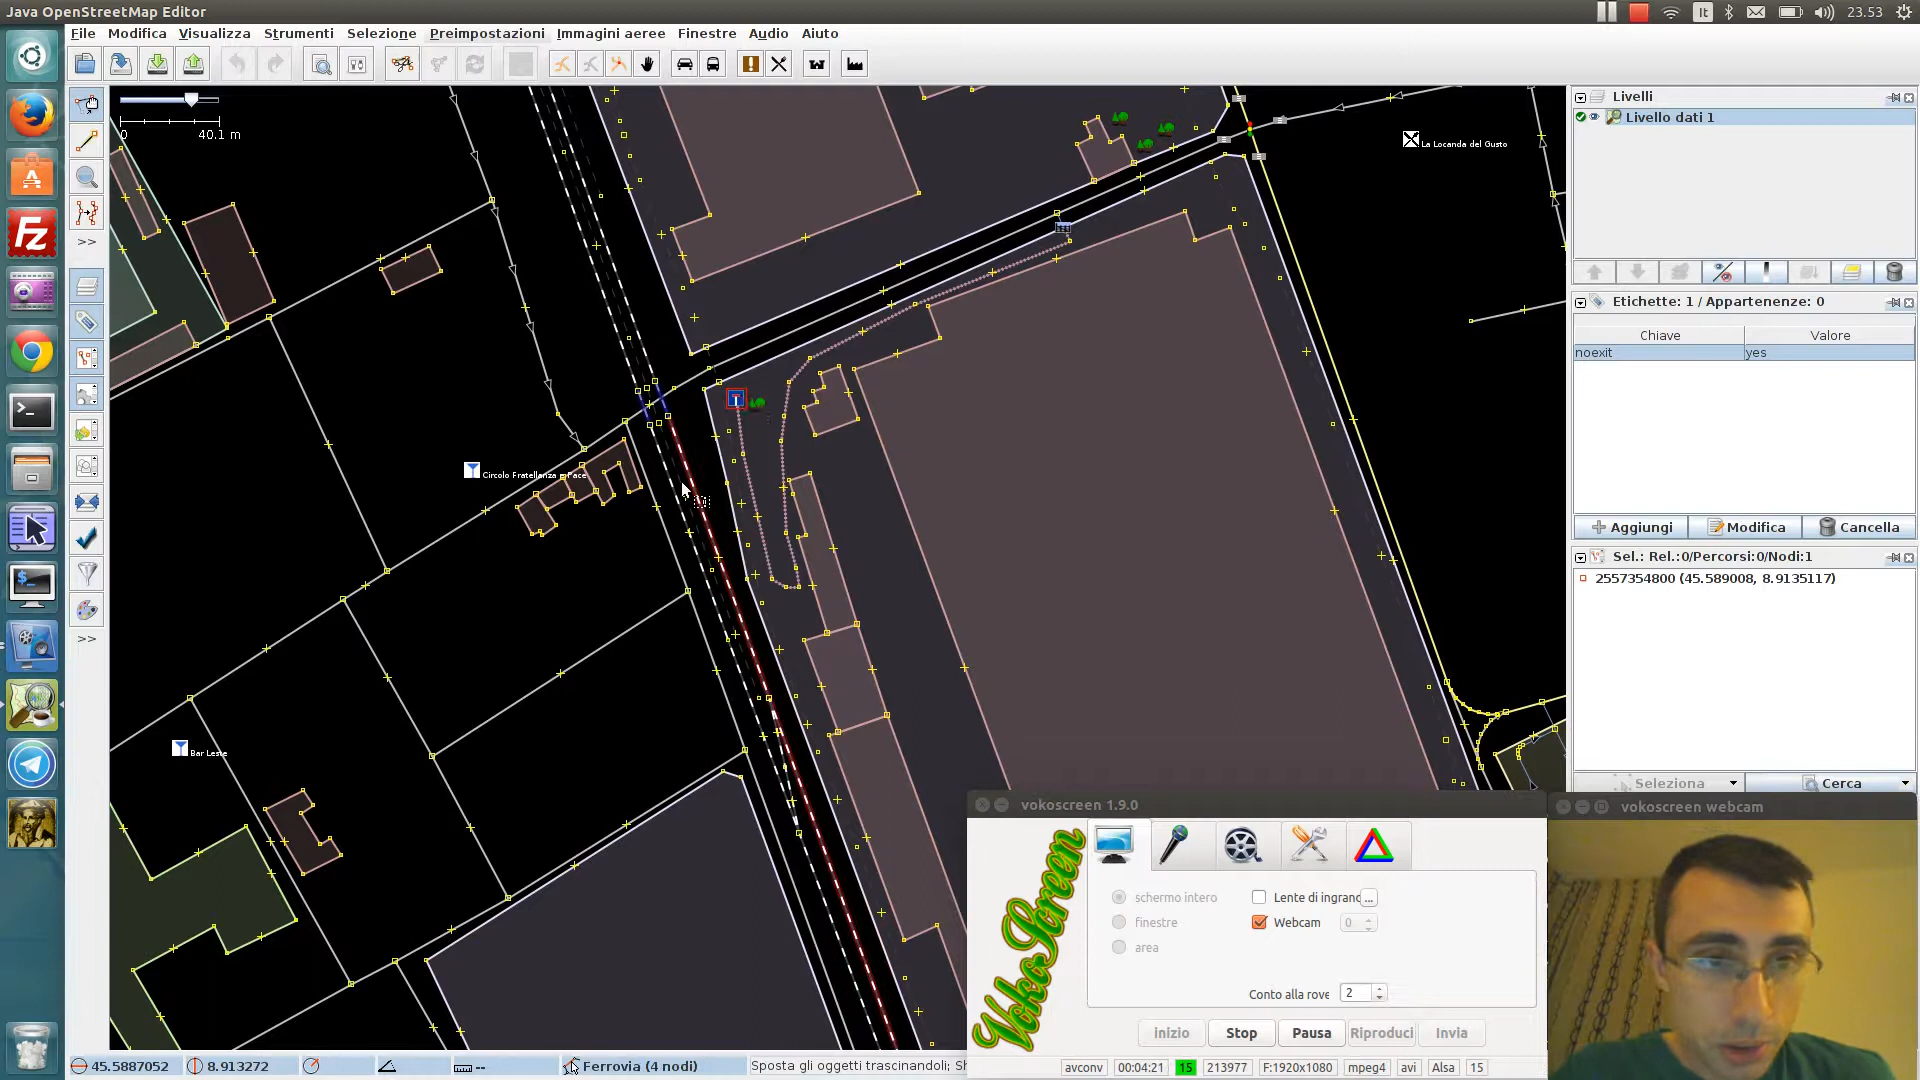 Java OpenStreetMap Editor
It
23.53
File Modifica Visualizza Strumenti Selezione Preimpostazioni Immagini aeree Finestre Audio Aiuto
0 40.1 m
La Locanda del Gusto
Circolo Fratellanza e Pace
Bar Leste
>>
>>
Livelli
Livello dati 1
Etichette: 1 / Appartenenze: 0
Chiave Valore
noexit yes
Aggiungi Modifica Cancella
Sel.: Rel.:0/Percorsi:0/Nodi:1
2557354800 (45.589008, 8.9135117)
Seleziona Cerca
vokoscreen 1.9.0
VokoScreen
schermo intero
finestre
area
Lente di ingranc ...
Webcam 0
Conto alla rove 2
inizio Stop Pausa Riproduci Invia
avconv 00:04:21 15 213977 F:1920x1080 mpeg4 avi Alsa 15
vokoscreen webcam
45.5887052 8.913272 -- Ferrovia (4 nodi) Sposta gli oggetti trascinandoli; Sh